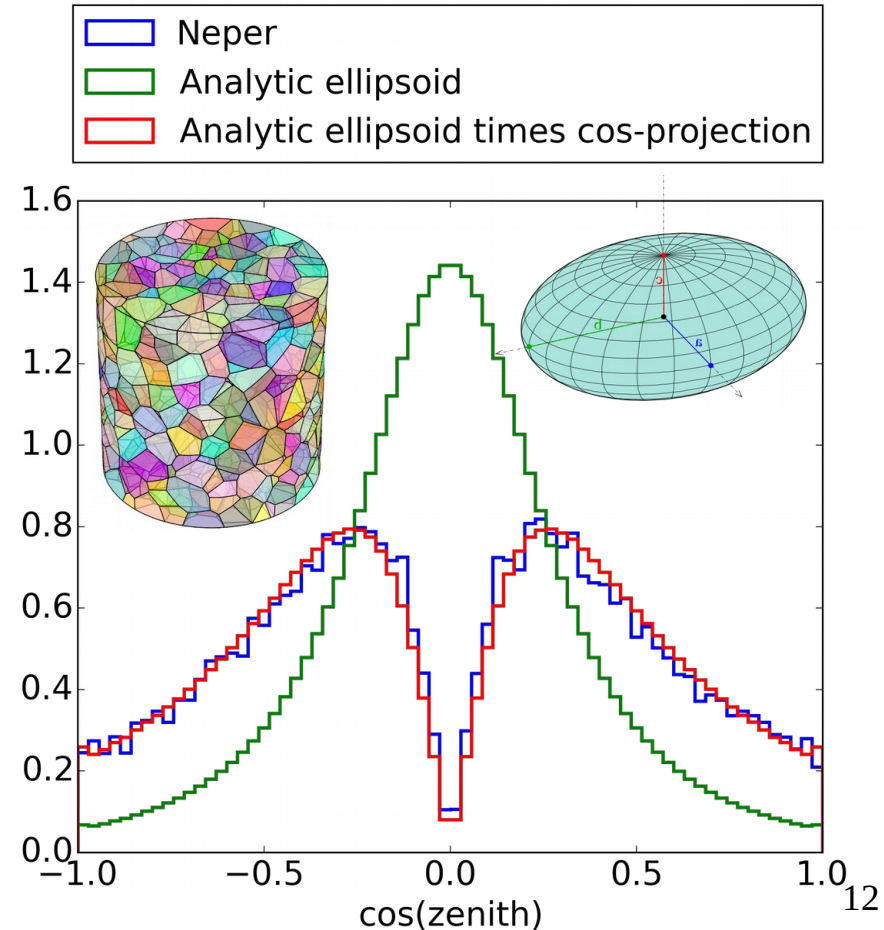 Neper
Analytic ellipsoid
Analytic ellipsoid times cos-projection
1.6
1.4
1.2
1.0
0.8
0.6
0.4
0.2
0.0
c
b
a
−1.0 −0.5 0.0 0.5 1.0
cos(zenith)
12